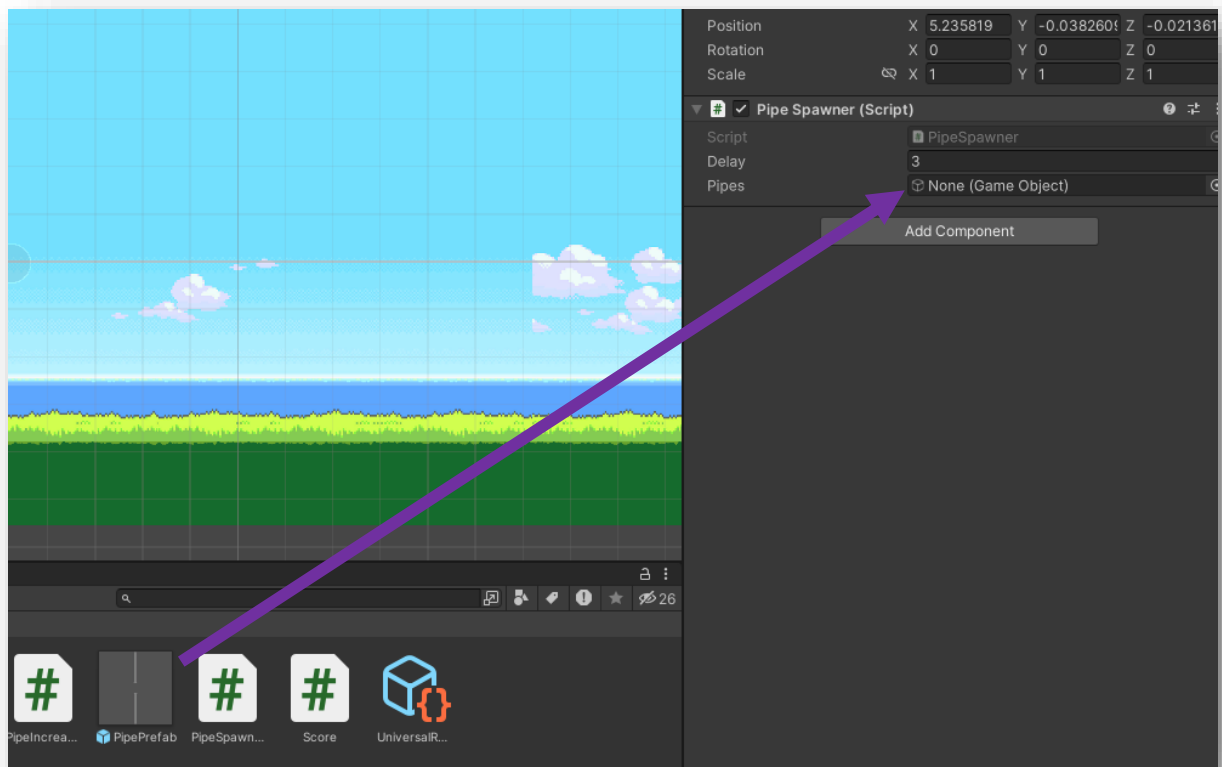 Position X 5.235819 Y -0.0382609 Z -0.021361
Rotation X 0 Y 0 Z 0
Scale X 1 Y 1 Z 1
# Pipe Spawner (Script)
Script # PipeSpawner
Delay 3
Pipes None (Game Object)
Add Component
26
# # # {}
PipeIncrea... PipePrefab PipeSpawn... Score UniversalR...